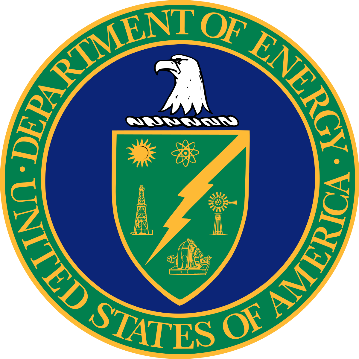 · DEPARTMENT OF ENERGY ·
UNITED STATES OF AMERICA